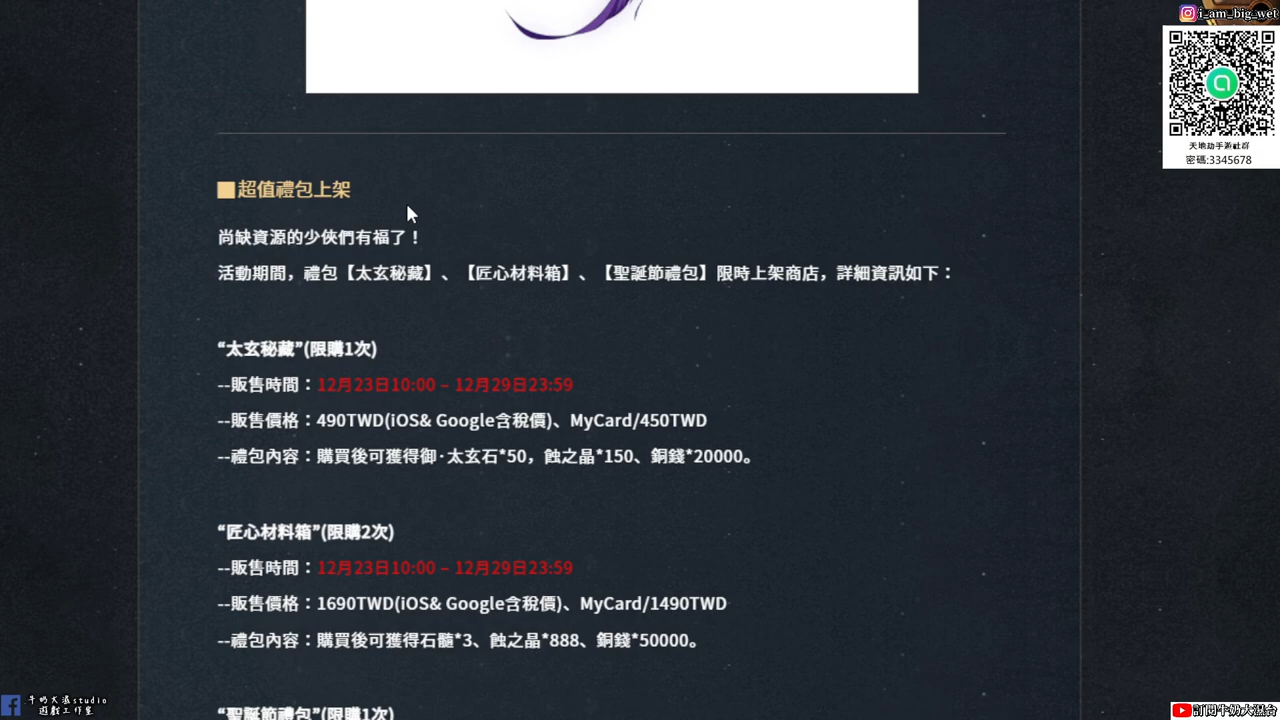 i_am_big_wet
天地劫手遊社群
密碼:3345678
■超值禮包上架
尚缺資源的少俠們有福了！
活動期間，禮包【太玄秘藏】、【匠心材料箱】、【聖誕節禮包】限時上架商店，詳細資訊如下：
“太玄秘藏”(限購1次)
--販售時間：12月23日10:00 – 12月29日23:59
--販售價格：490TWD(iOS& Google含稅價)、MyCard/450TWD
--禮包內容：購買後可獲得御·太玄石*50，蝕之晶*150、銅錢*20000。
“匠心材料箱”(限購2次)
--販售時間：12月23日10:00 – 12月29日23:59
--販售價格：1690TWD(iOS& Google含稅價)、MyCard/1490TWD
--禮包內容：購買後可獲得石髓*3、蝕之晶*888、銅錢*50000。
“聖誕節禮包”(限購1次)
牛奶大濕studio
遊戲工作室
訂閱牛奶大濕台